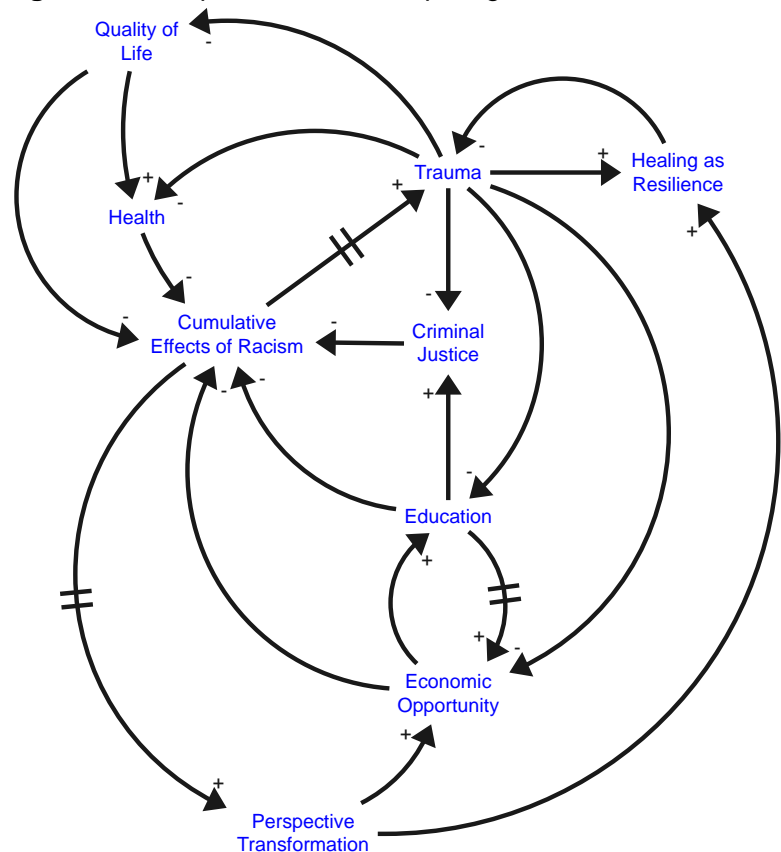 Quality of
Life
-
-
Trauma
+
+
Healing as
Resilience
+
-
Health
+
-
-
Cumulative
Effects of Racism
-
-
Criminal
Justice
-
-
+
-
Education
+
+
-
Economic
Opportunity
+
+
Perspective
Transformation